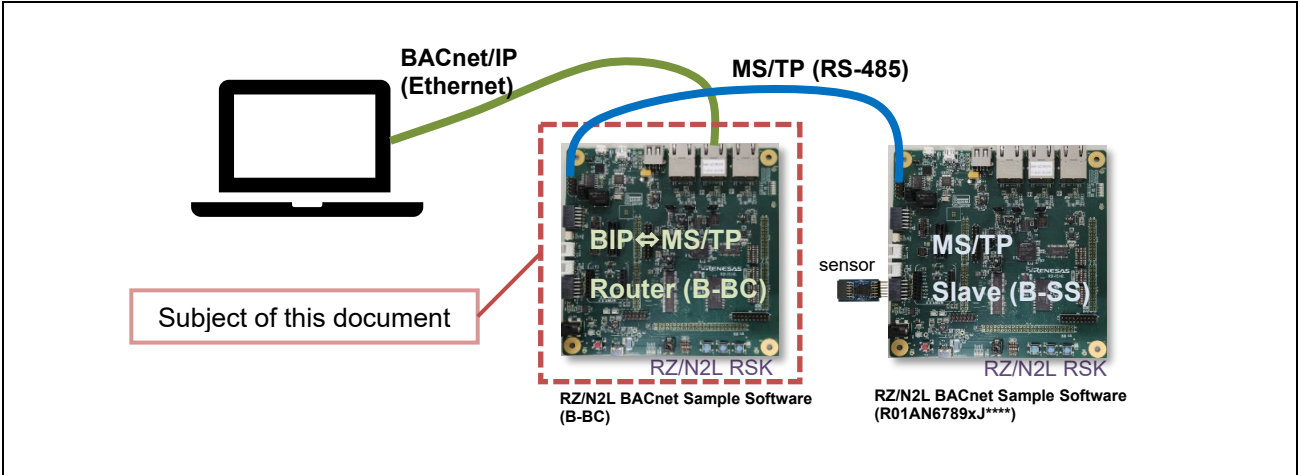 BACnet/IP
(Ethernet)
MS/TP (RS-485)
BIP⇔MS/TP
Router (B-BC)
RENESAS
MS/TP
Slave (B-SS)
sensor
Subject of this document
RZ/N2L RSK
RZ/N2L RSK
RZ/N2L BACnet Sample Software
(B-BC)
RZ/N2L BACnet Sample Software
(R01AN6789xJ****)